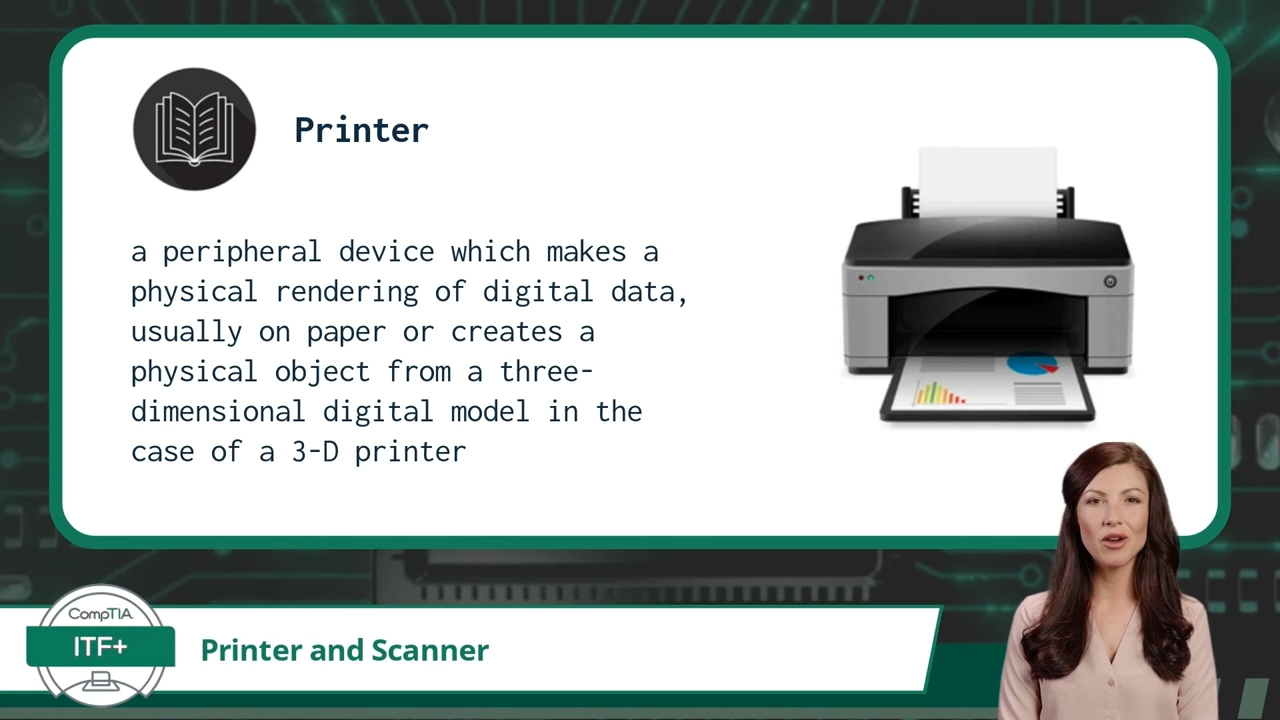 Printer
a peripheral device which makes a
physical rendering of digital data,
usually on paper or creates a
physical object from a three-
dimensional digital model in the
case of a 3-D printer
CompTIA.
ITF+
Printer and Scanner